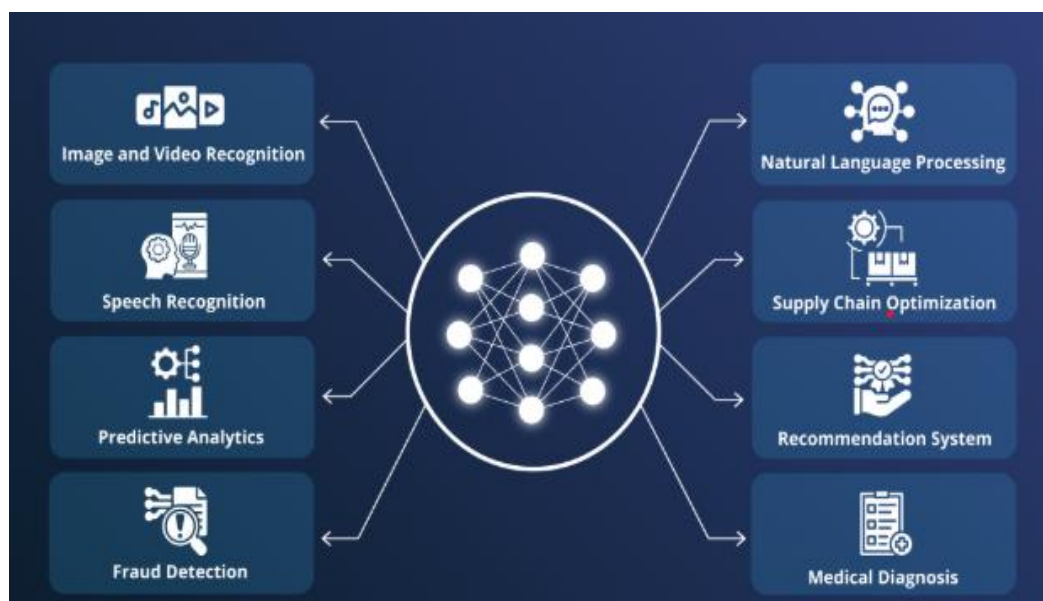 Image and Video Recognition
Speech Recognition
Predictive Analytics
Fraud Detection
Natural Language Processing
Supply Chain Optimization
Recommendation System
Medical Diagnosis